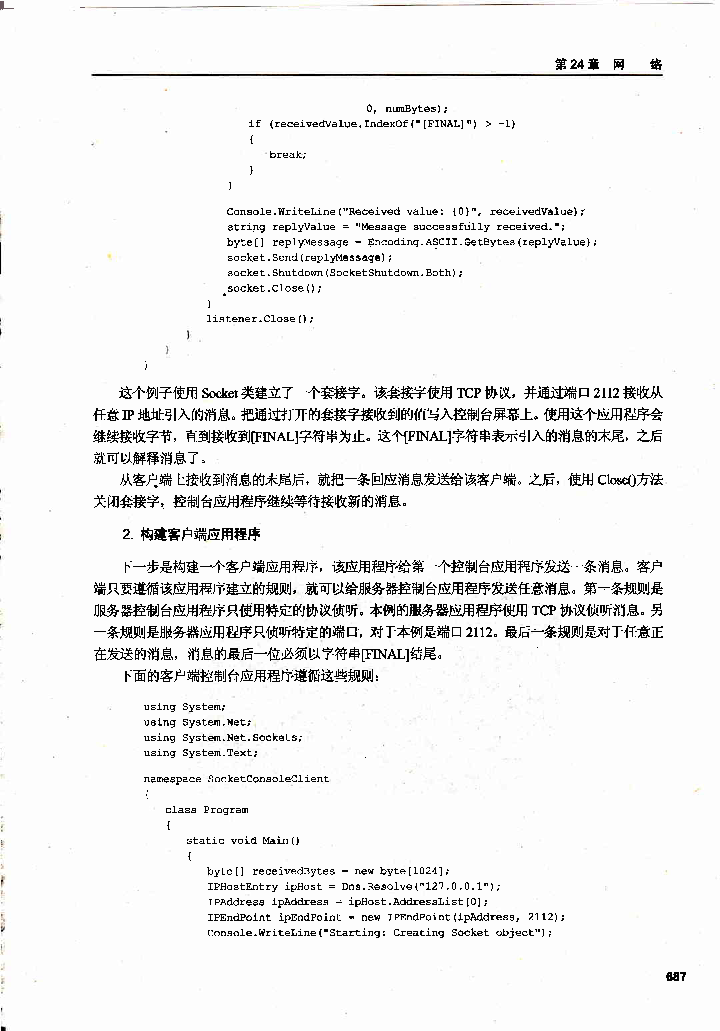 第24章 网 络
0, numBytes);
if (receivedValue.IndexOf("[FINAL]") > -1)
{
break;
}
}
Console.WriteLine("Received value: {0}", receivedValue);
string replyValue = "Message successfully received.";
byte[] replyMessage = Encoding.ASCII.GetBytes(replyValue);
socket.Send(replyMessage);
socket.Shutdown(SocketShutdown.Both);
socket.Close();
}
listener.Close();
}
}
}
这个例子使用 Socket 类建立了一个套接字。该套接字使用 TCP 协议，并通过端口 2112 接收从
任意 IP 地址引入的消息。把通过打开的套接字接收到的值写入控制台屏幕上。使用这个应用程序会
继续接收字节，直到接收到[FINAL]字符串为止。这个[FINAL]字符串表示引入的消息的末尾，之后
就可以解释消息了。
从客户端上接收到消息的末尾后，就把一条回应消息发送给该客户端。之后，使用 Close()方法
关闭套接字，控制台应用程序继续等待接收新的消息。
2. 构建客户端应用程序
下一步是构建一个客户端应用程序，该应用程序给第一个控制台应用程序发送一条消息。客户
端只要遵循该应用程序建立的规则，就可以给服务器控制台应用程序发送任意消息。第一条规则是
服务器控制台应用程序只使用特定的协议侦听。本例的服务器应用程序使用 TCP 协议侦听消息。另
一条规则是服务器应用程序只侦听特定的端口，对于本例是端口 2112。最后一条规则是对于任意正
在发送的消息，消息的最后一位必须以字符串[FINAL]结尾。
下面的客户端控制台应用程序遵循这些规则：
using System;
using System.Net;
using System.Net.Sockets;
using System.Text;
namespace SocketConsoleClient
{
class Program
{
static void Main()
{
byte[] receivedBytes = new byte[1024];
IPHostEntry ipHost = Dns.Resolve("127.0.0.1");
IPAddress ipAddress = ipHost.AddressList[0];
IPEndPoint ipEndPoint = new IPEndPoint(ipAddress, 2112);
Console.WriteLine("Starting: Creating Socket object");
687